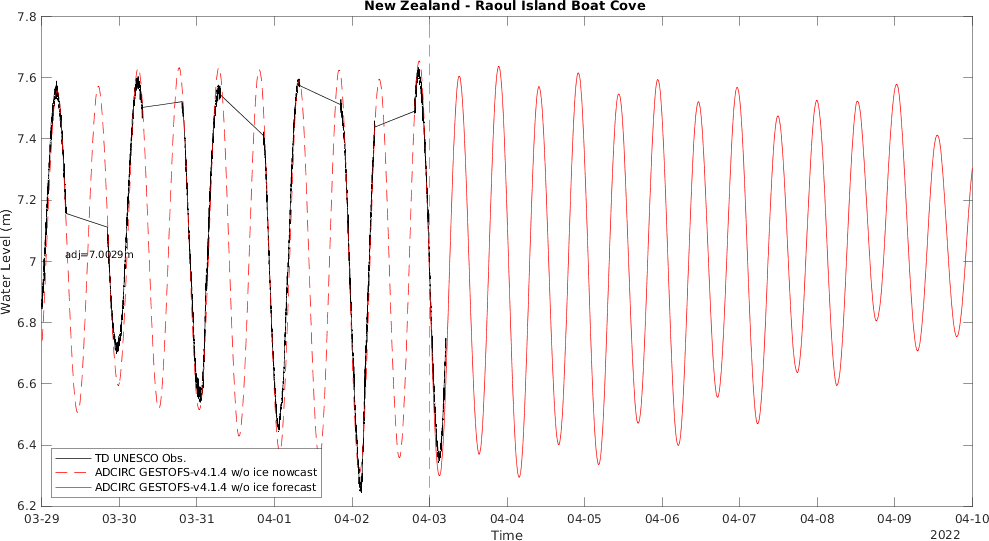 New Zealand - Raoul Island Boat Cove
7.8
7.6
7.4
7.2
7
6.8
6.6
6.4
6.2
Water Level (m)
adj=7.0029m
TD UNESCO Obs.
ADCIRC GESTOFS-v4.1.4 w/o ice nowcast
ADCIRC GESTOFS-v4.1.4 w/o ice forecast
03-29 03-30 03-31 04-01 04-02 04-03 04-04 04-05 04-06 04-07 04-08 04-09 04-10
Time
2022